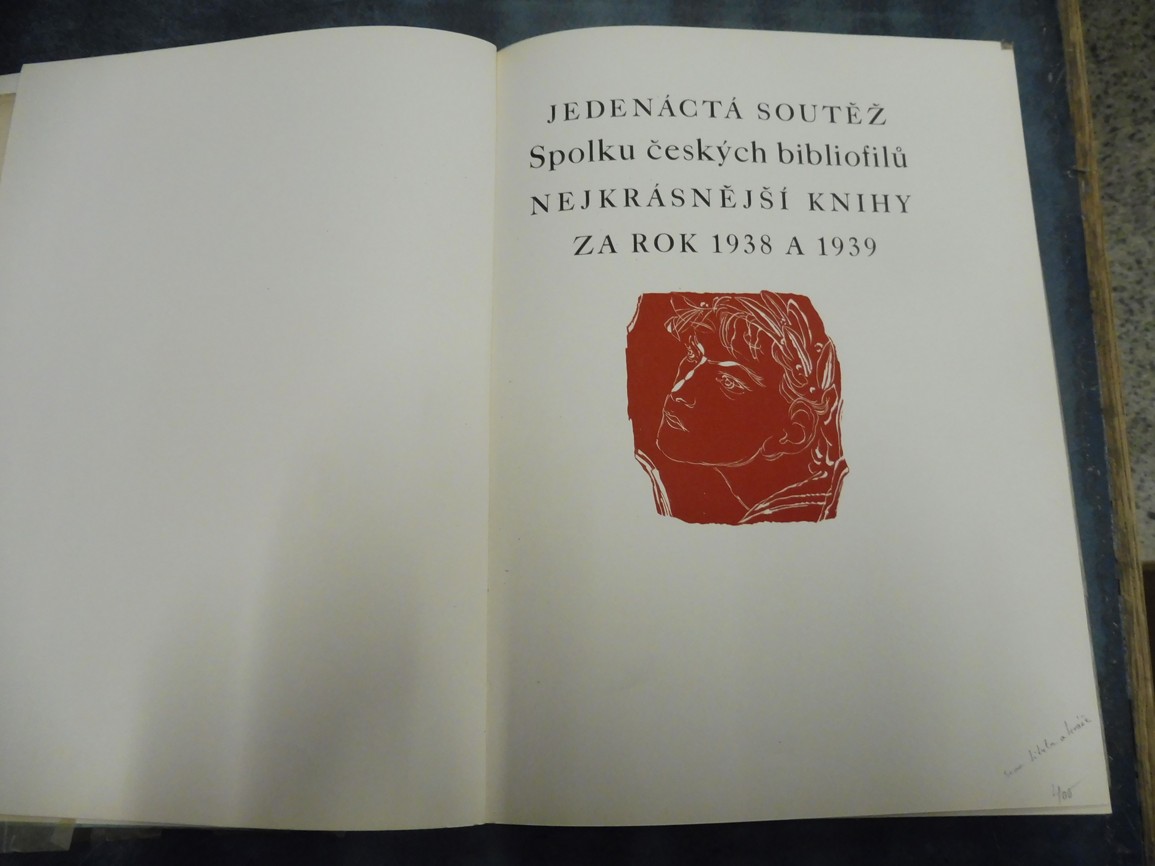 JEDENÁCTÁ SOUTĚŽ
Spolku českých bibliofilů
NEJKRÁSNĚJŠÍ KNIHY
ZA ROK 1938 A 1939